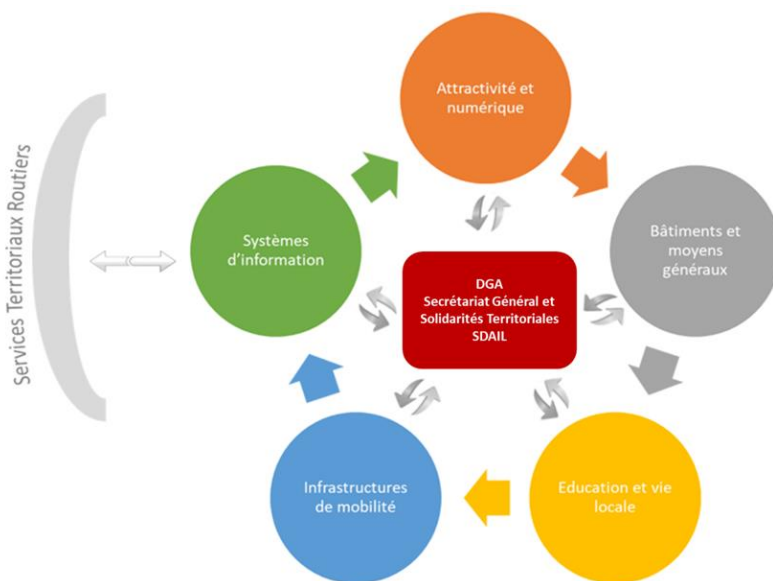 Services Territoriaux Routiers
Attractivité et
numérique
Systèmes
d'information
Bâtiments et
moyens
généraux
DGA
Secrétariat Général et
Solidarités Territoriales
SDAIL
Infrastructures
de mobilité
Education et vie
locale